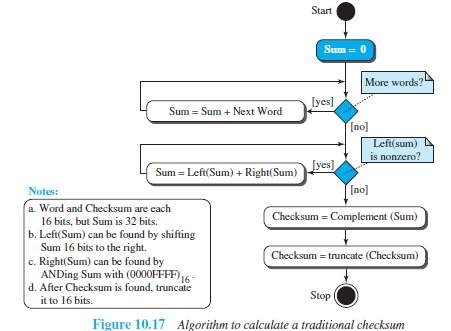 Start
Sum = 0
More words?
[yes]
Sum = Sum + Next Word
[no]
Left(sum)
is nonzero?
[yes]
Sum = Left(Sum) + Right(Sum)
[no]
Notes:
a. Word and Checksum are each
16 bits, but Sum is 32 bits.
b. Left(Sum) can be found by shifting
Sum 16 bits to the right.
c. Right(Sum) can be found by
ANDing Sum with (0000FFFF)16.
d. After Checksum is found, truncate
it to 16 bits.
Checksum = Complement (Sum)
Checksum = truncate (Checksum)
Stop
Figure 10.17 Algorithm to calculate a traditional checksum